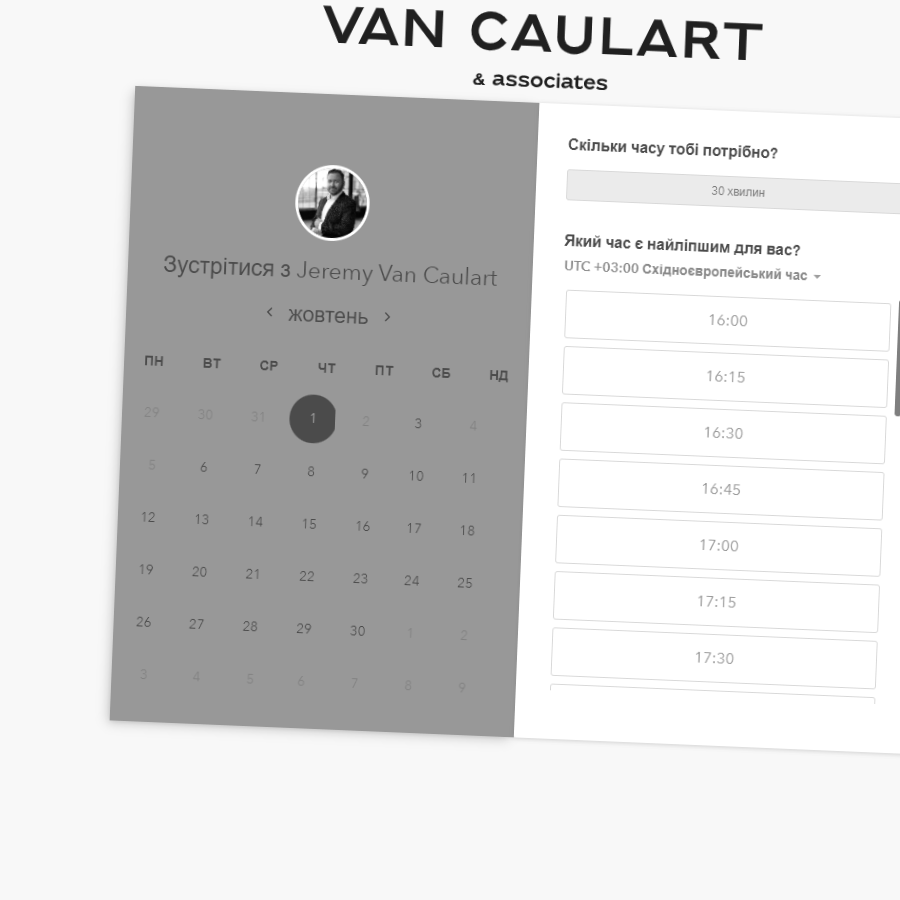 VAN CAULART
& associates
Зустрітися з Jeremy Van Caulart
жовтень
ПН ВТ СР ЧТ ПТ СБ НД
29 30 31 1 2 3 4
5 6 7 8 9 10 11
12 13 14 15 16 17 18
19 20 21 22 23 24 25
26 27 28 29 30 1 2
3 4 5 6 7 8 9
Скільки часу тобі потрібно?
30 хвилин
Який час є найліпшим для вас?
UTC +03:00 Східноєвропейський час
16:00
16:15
16:30
16:45
17:00
17:15
17:30